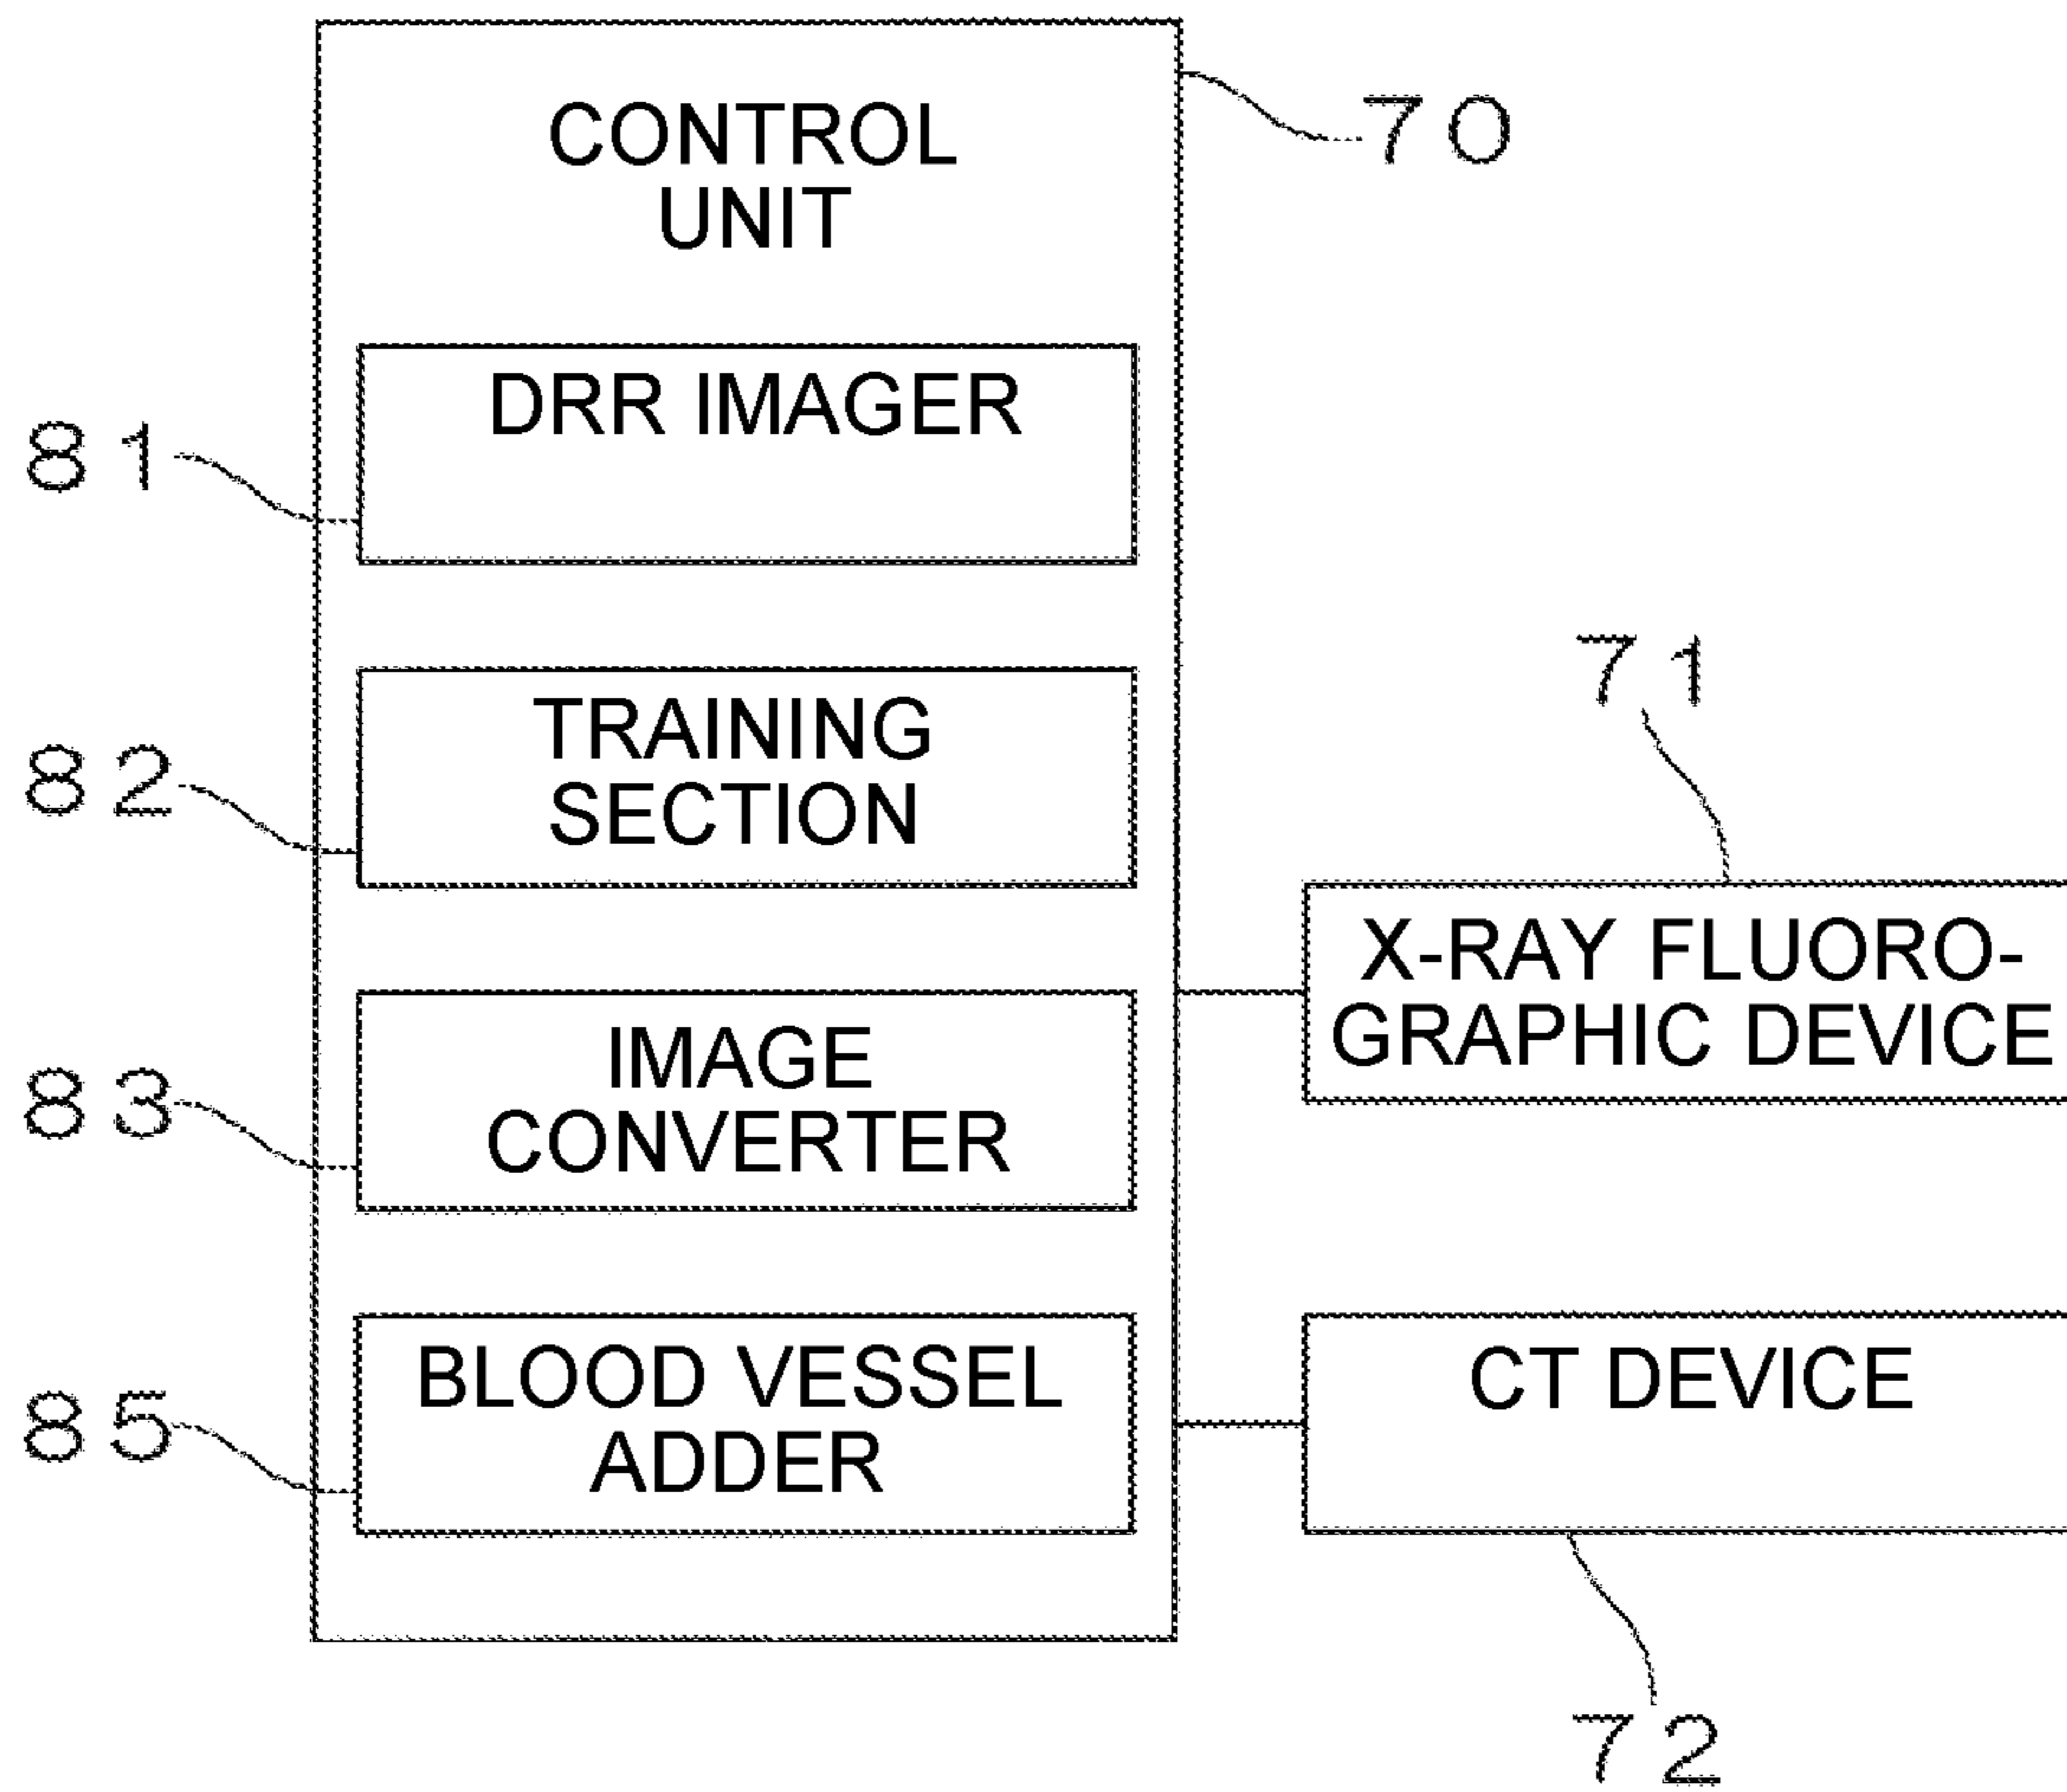 CONTROL
UNIT
70
DRR IMAGER
81
TRAINING
SECTION
82
71
X-RAY FLUORO-
GRAPHIC DEVICE
IMAGE
CONVERTER
83
BLOOD VESSEL
ADDER
85
CT DEVICE
72